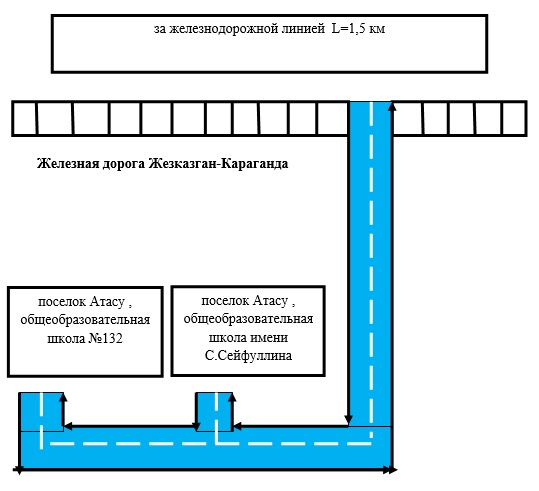 за железнодорожной линией L=1,5 км
Железная дорога Жезказган-Караганда
поселок Атасу ,
общеобразовательная
школа №132
поселок Атасу ,
общеобразовательная
школа имени
С.Сейфуллина